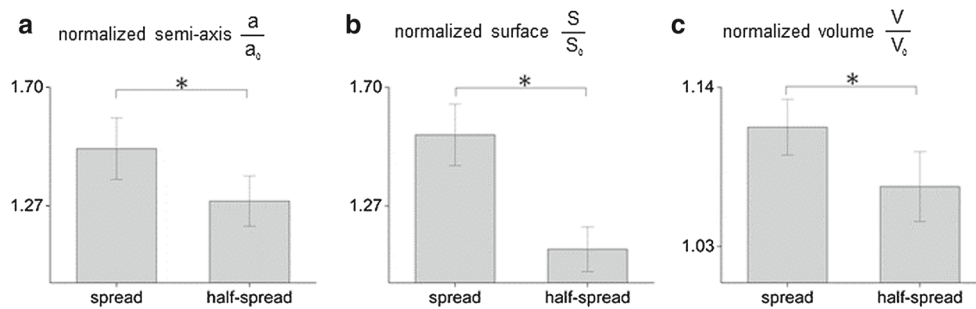 a normalized semi-axis a/a₀
1.70
*
1.27
spread half-spread
b normalized surface S/S₀
1.70
*
1.27
spread half-spread
c normalized volume V/V₀
1.14
*
1.03
spread half-spread